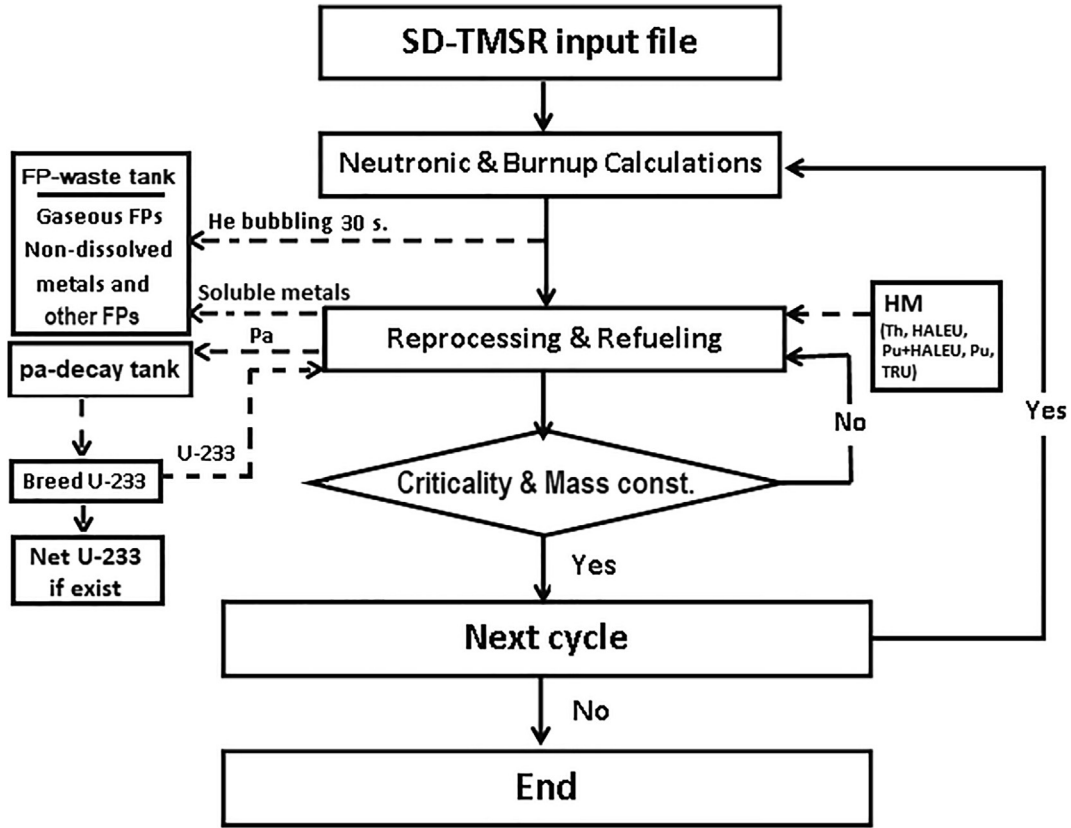 SD-TMSR input file
Neutronic & Burnup Calculations
FP-waste tank
Gaseous FPs
Non-dissolved
metals and
other FPs
He bubbling 30 s.
Soluble metals
Pa
Reprocessing & Refueling
HM
(Th, HALEU,
Pu+HALEU, Pu,
TRU)
pa-decay tank
No
Yes
U-233
Breed U-233
Criticality & Mass const.
Net U-233
if exist
Yes
Next cycle
No
End